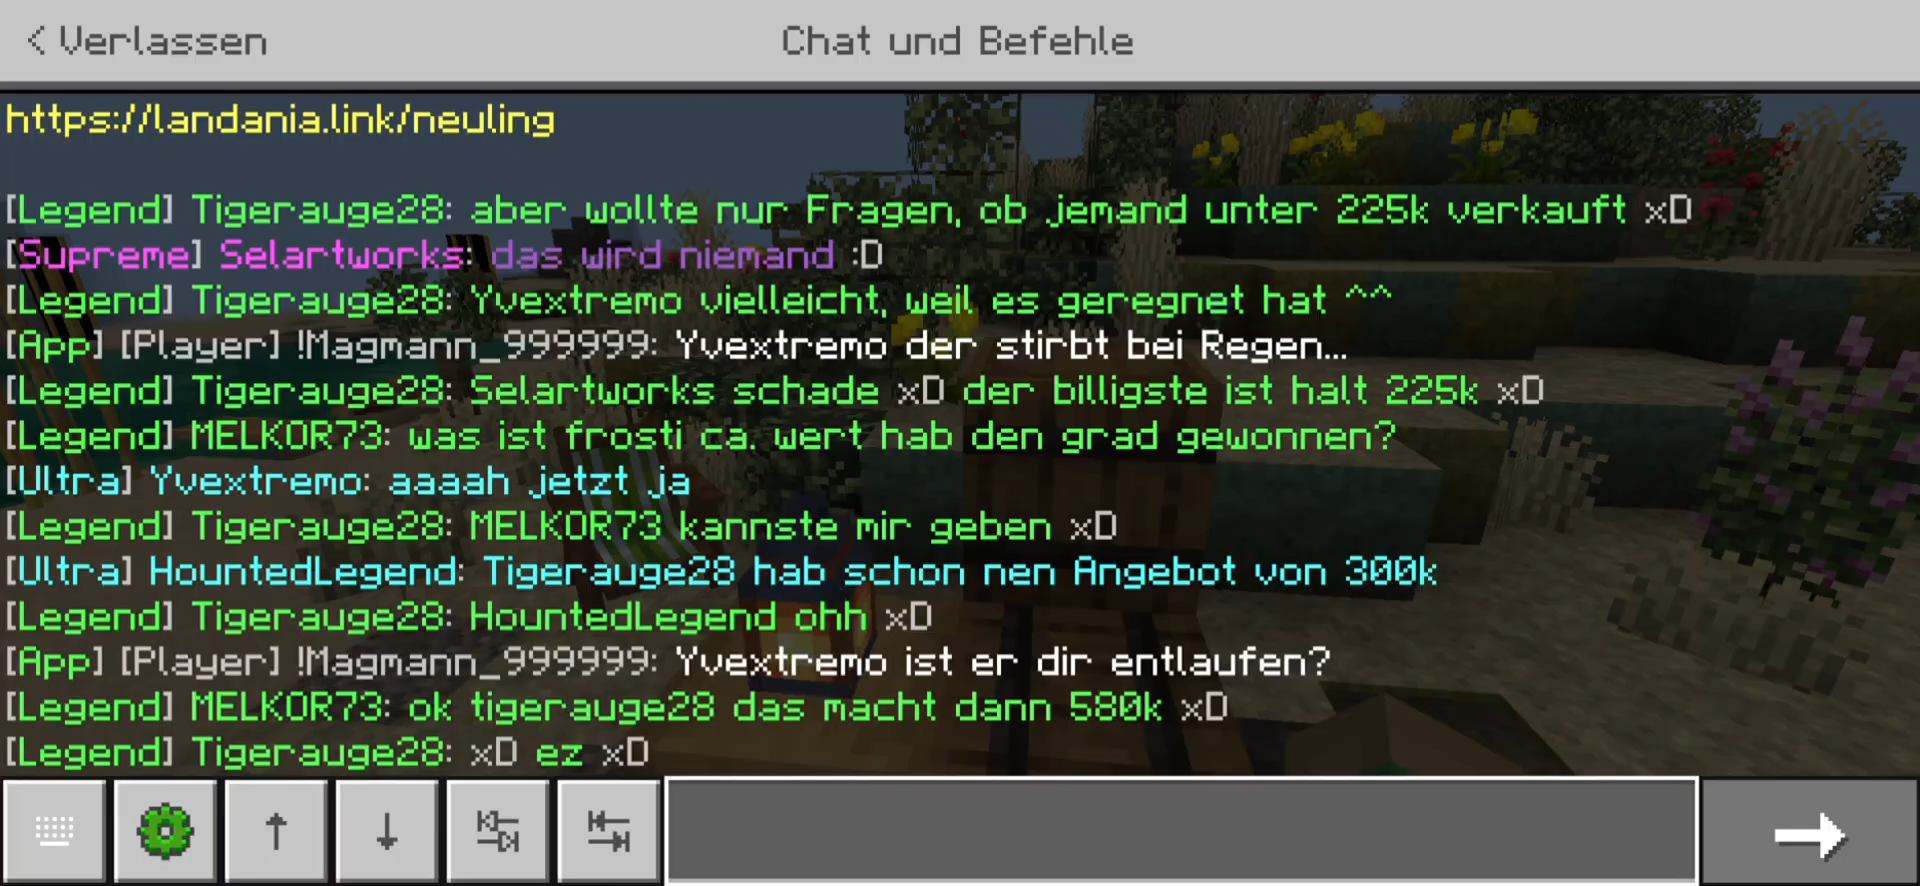 < Verlassen
Chat und Befehle
https://landania.link/neuling
[Legend] Tigerauge28: aber wollte nur Fragen, ob jemand unter 225k verkauft xD
[Supreme] Selartworks: das wird niemand :D
[Legend] Tigerauge28: Yvextremo vielleicht, weil es geregnet hat ^^
[App] [Player] !Magmann_999999: Yvextremo der stirbt bei Regen...
[Legend] Tigerauge28: Selartworks schade xD der billigste ist halt 225k xD
[Legend] MELKOR73: was ist frosti ca. wert hab den grad gewonnen?
[Ultra] Yvextremo: aaaah jetzt ja
[Legend] Tigerauge28: MELKOR73 kannste mir geben xD
[Ultra] HountedLegend: Tigerauge28 hab schon nen Angebot von 300k
[Legend] Tigerauge28: HountedLegend ohh xD
[App] [Player] !Magmann_999999: Yvextremo ist er dir entlaufen?
[Legend] MELKOR73: ok tigerauge28 das macht dann 580k xD
[Legend] Tigerauge28: xD ez xD